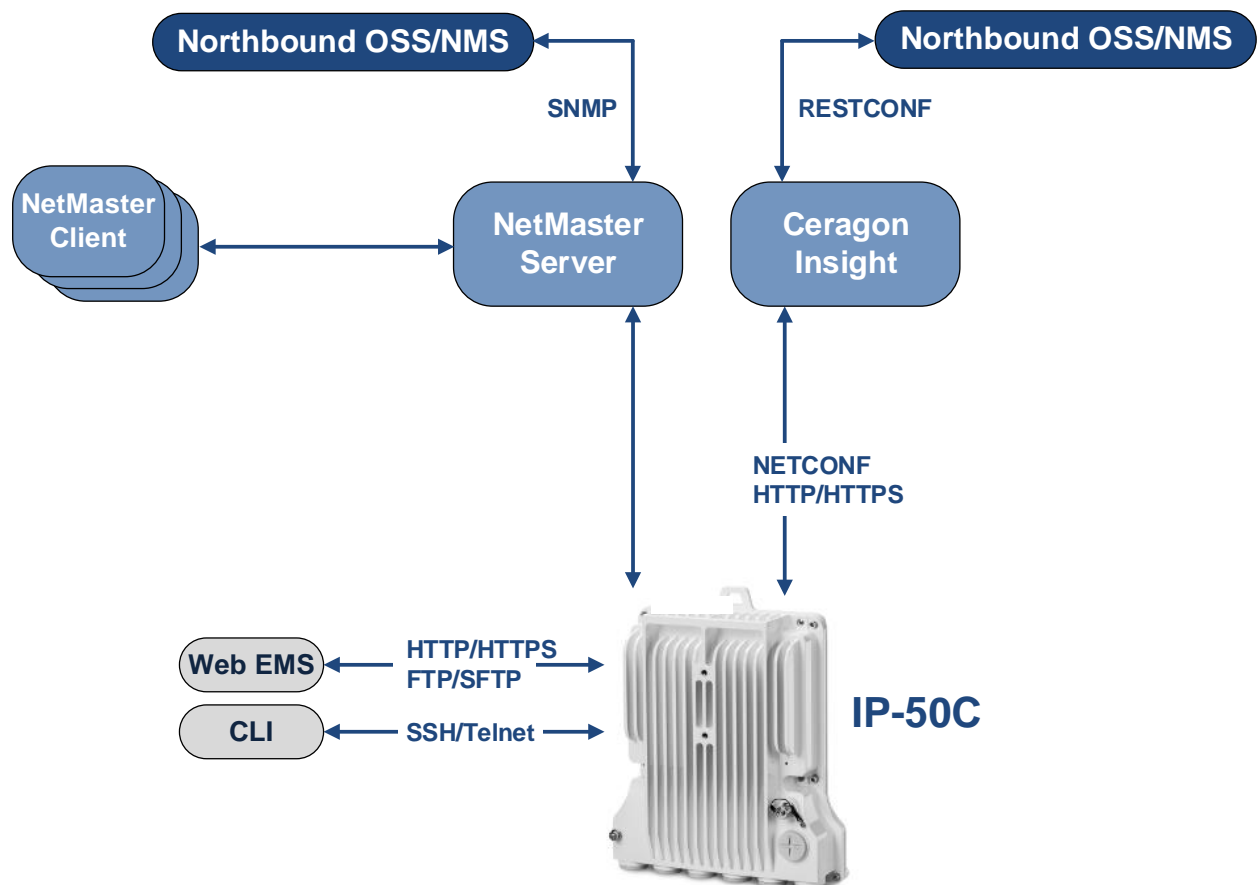 Northbound OSS/NMS
Northbound OSS/NMS
SNMP
RESTCONF
NetMaster
Client
NetMaster
Server
Ceragon
Insight
NETCONF
HTTP/HTTPS
Web EMS
HTTP/HTTPS
FTP/SFTP
CLI
SSH/Telnet
IP-50C